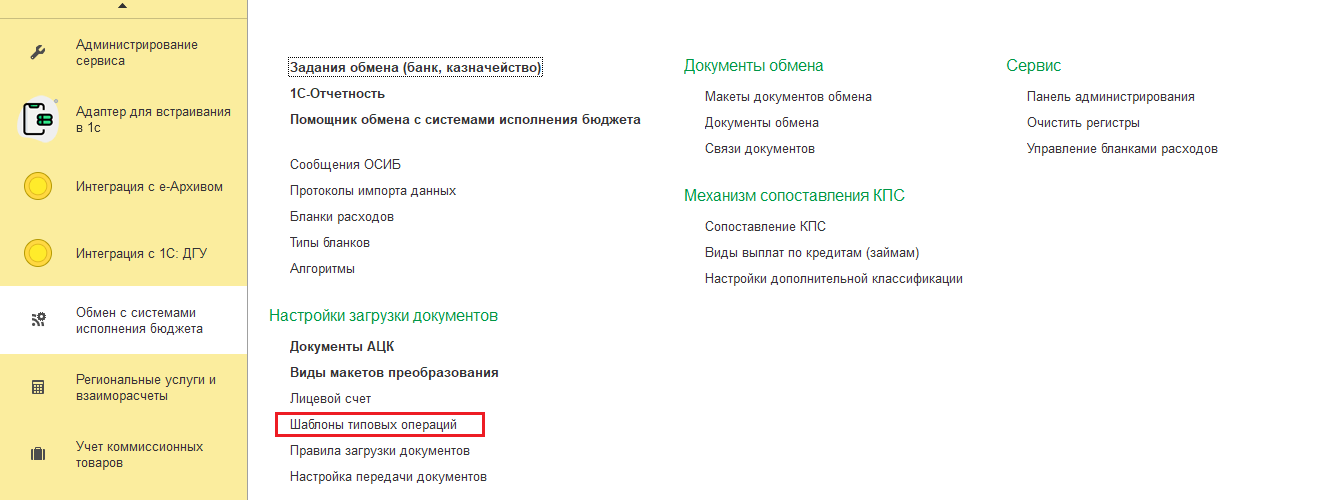 Администрирование
сервиса
Адаптер для встраивания
в 1с
Интеграция с е-Архивом
Интеграция с 1С: ДГУ
Обмен с системами
исполнения бюджета
Региональные услуги и
взаиморасчеты
Учет коммиссионных
товаров
Задания обмена (банк, казначейство)
1С-Отчетность
Помощник обмена с системами исполнения бюджета
Сообщения ОСИБ
Протоколы импорта данных
Бланки расходов
Типы бланков
Алгоритмы
Настройки загрузки документов
Документы АЦК
Виды макетов преобразования
Лицевой счет
Шаблоны типовых операций
Правила загрузки документов
Настройка передачи документов
Документы обмена
Макеты документов обмена
Документы обмена
Связи документов
Механизм сопоставления КПС
Сопоставление КПС
Виды выплат по кредитам (займам)
Настройки дополнительной классификации
Сервис
Панель администрирования
Очистить регистры
Управление бланками расходов